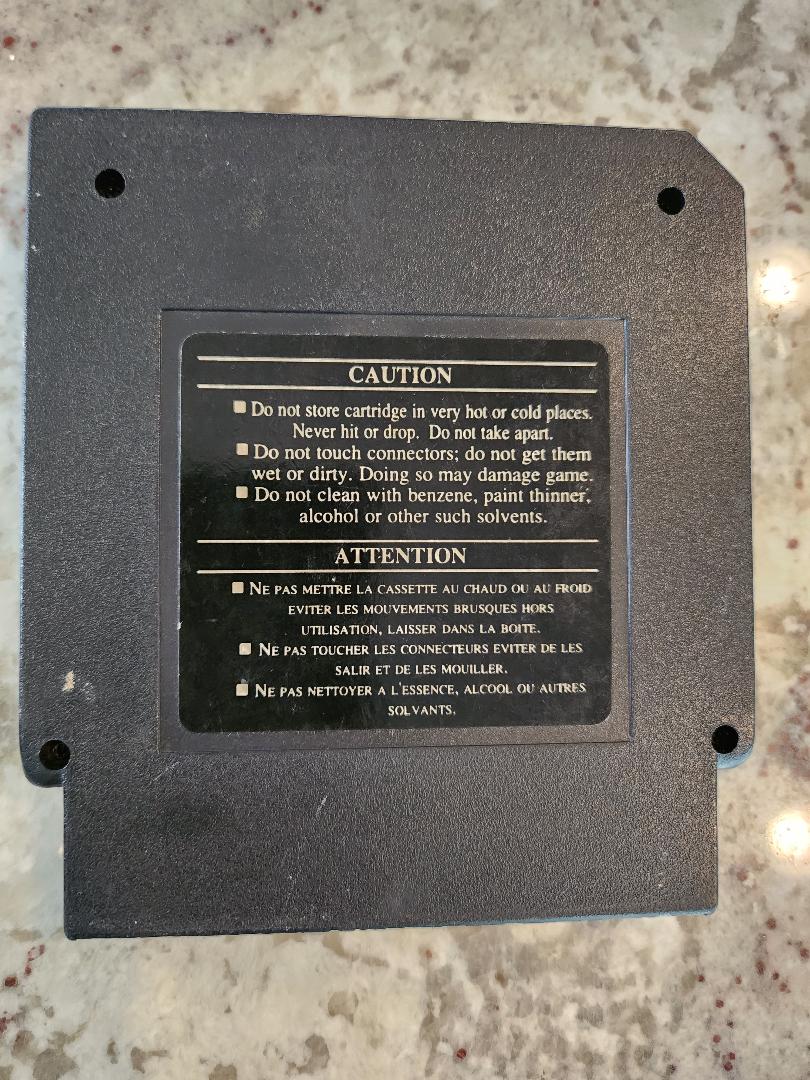 CAUTION
■ Do not store cartridge in very hot or cold places.
Never hit or drop. Do not take apart.
■ Do not touch connectors; do not get them
wet or dirty. Doing so may damage game.
■ Do not clean with benzene, paint thinner,
alcohol or other such solvents.
ATTENTION
■ NE PAS METTRE LA CASSETTE AU CHAUD OU AU FROID
EVITER LES MOUVEMENTS BRUSQUES HORS
UTILISATION, LAISSER DANS LA BOITE.
■ NE PAS TOUCHER LES CONNECTEURS EVITER DE LES
SALIR ET DE LES MOUILLER.
■ NE PAS NETTOYER A L'ESSENCE, ALCOOL OU AUTRES
SOLVANTS.